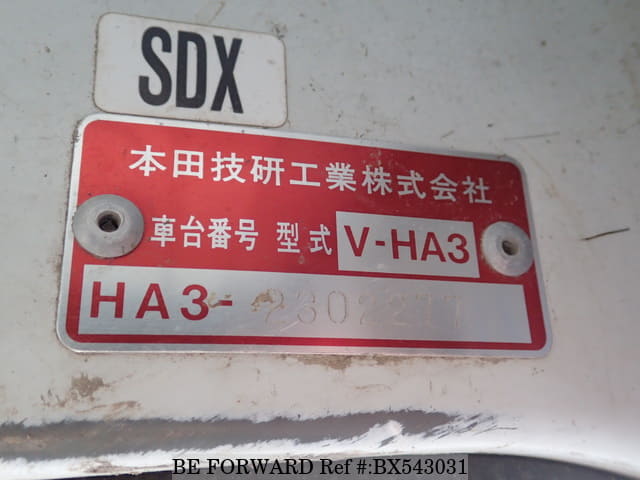 SDX
本田技研工業株式会社
車台番号 型式 V-HA3
HA3-
BE FORWARD Ref #:BX543031